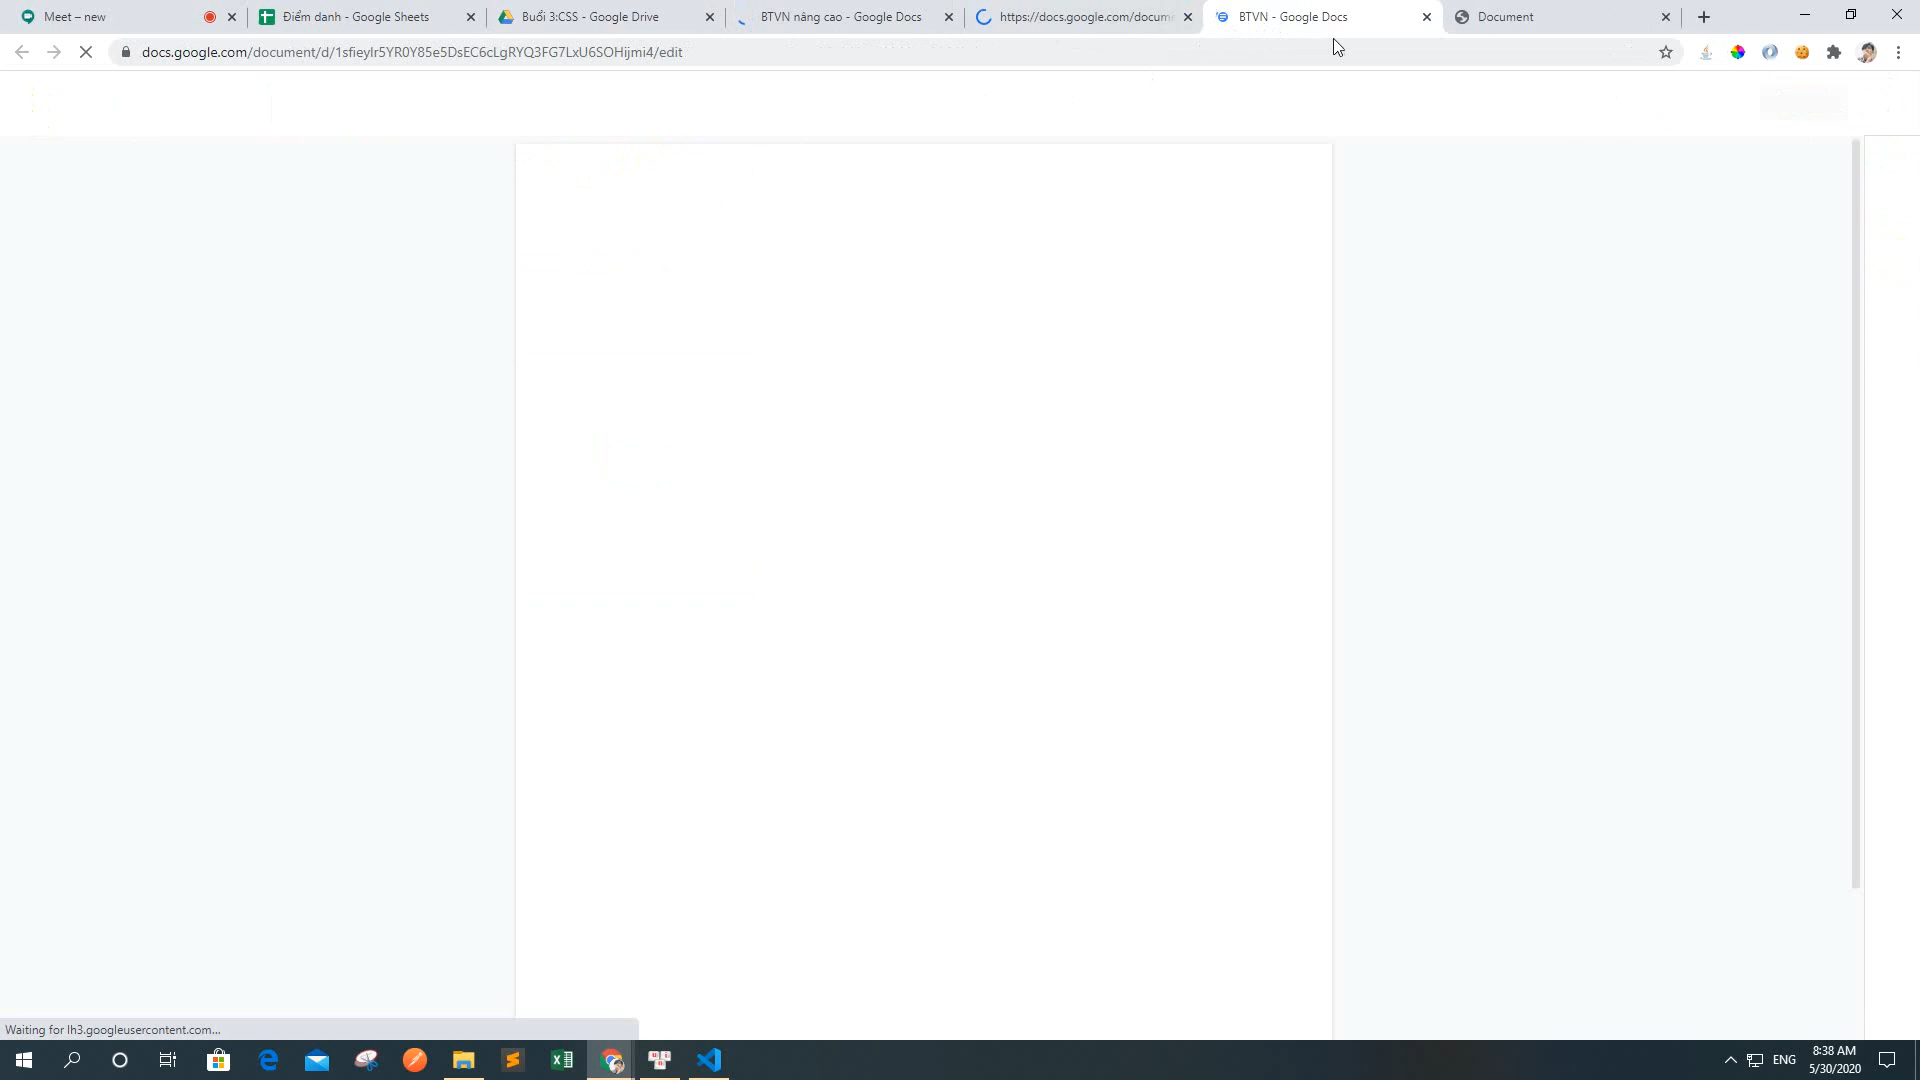 Meet – new
Điểm danh - Google Sheets
Buổi 3:CSS - Google Drive
BTVN nâng cao - Google Docs
https://docs.google.com/docum
BTVN - Google Docs
Document
docs.google.com/document/d/1sfieyIr5YR0Y85e5DsEC6cLgRYQ3FG7LxU6SOHijmi4/edit
Waiting for lh3.googleusercontent.com...
ENG
8:38 AM
5/30/2020